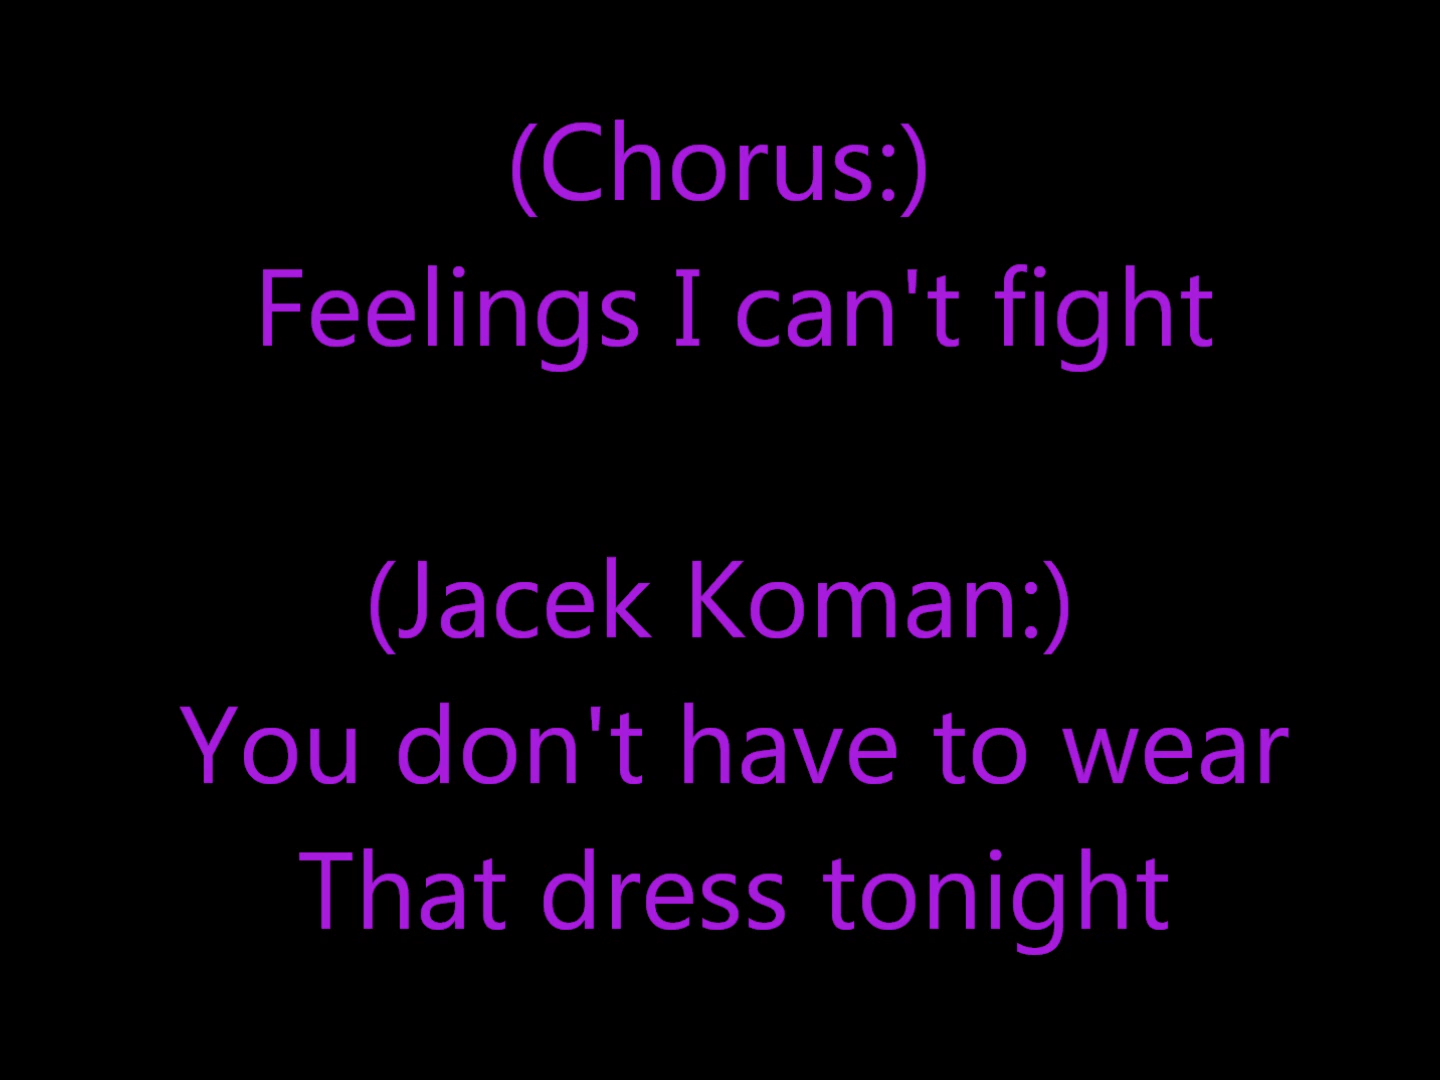 (Chorus:)
Feelings I can't fight
(Jacek Koman:)
You don't have to wear
That dress tonight